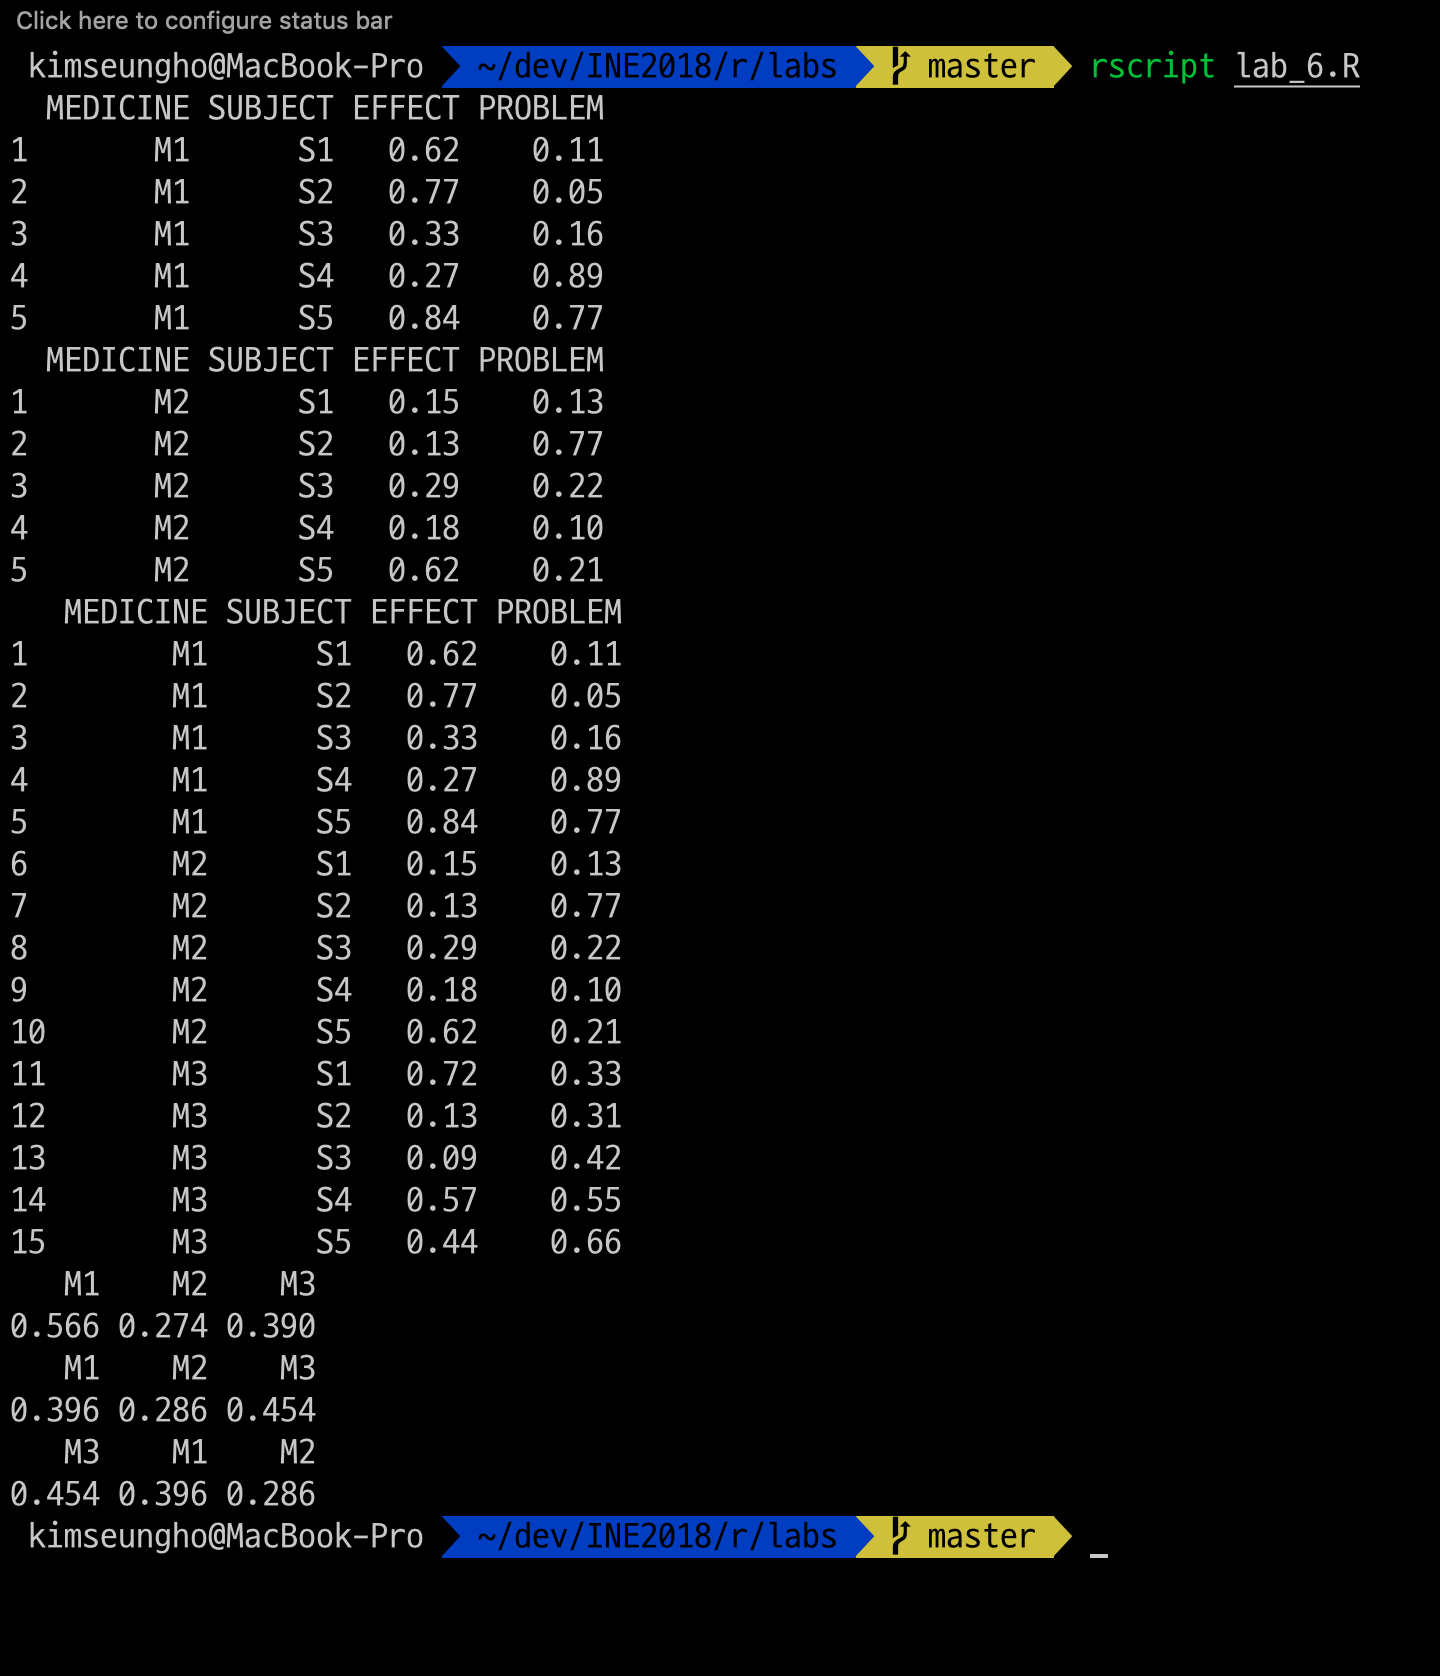 Click here to configure status bar
kimseungho@MacBook-Pro ~/dev/INE2018/r/labs master rscript lab_6.R
MEDICINE SUBJECT EFFECT PROBLEM
1 M1 S1 0.62 0.11
2 M1 S2 0.77 0.05
3 M1 S3 0.33 0.16
4 M1 S4 0.27 0.89
5 M1 S5 0.84 0.77
MEDICINE SUBJECT EFFECT PROBLEM
1 M2 S1 0.15 0.13
2 M2 S2 0.13 0.77
3 M2 S3 0.29 0.22
4 M2 S4 0.18 0.10
5 M2 S5 0.62 0.21
MEDICINE SUBJECT EFFECT PROBLEM
1 M1 S1 0.62 0.11
2 M1 S2 0.77 0.05
3 M1 S3 0.33 0.16
4 M1 S4 0.27 0.89
5 M1 S5 0.84 0.77
6 M2 S1 0.15 0.13
7 M2 S2 0.13 0.77
8 M2 S3 0.29 0.22
9 M2 S4 0.18 0.10
10 M2 S5 0.62 0.21
11 M3 S1 0.72 0.33
12 M3 S2 0.13 0.31
13 M3 S3 0.09 0.42
14 M3 S4 0.57 0.55
15 M3 S5 0.44 0.66
M1 M2 M3
0.566 0.274 0.390
M1 M2 M3
0.396 0.286 0.454
M3 M1 M2
0.454 0.396 0.286
kimseungho@MacBook-Pro ~/dev/INE2018/r/labs master